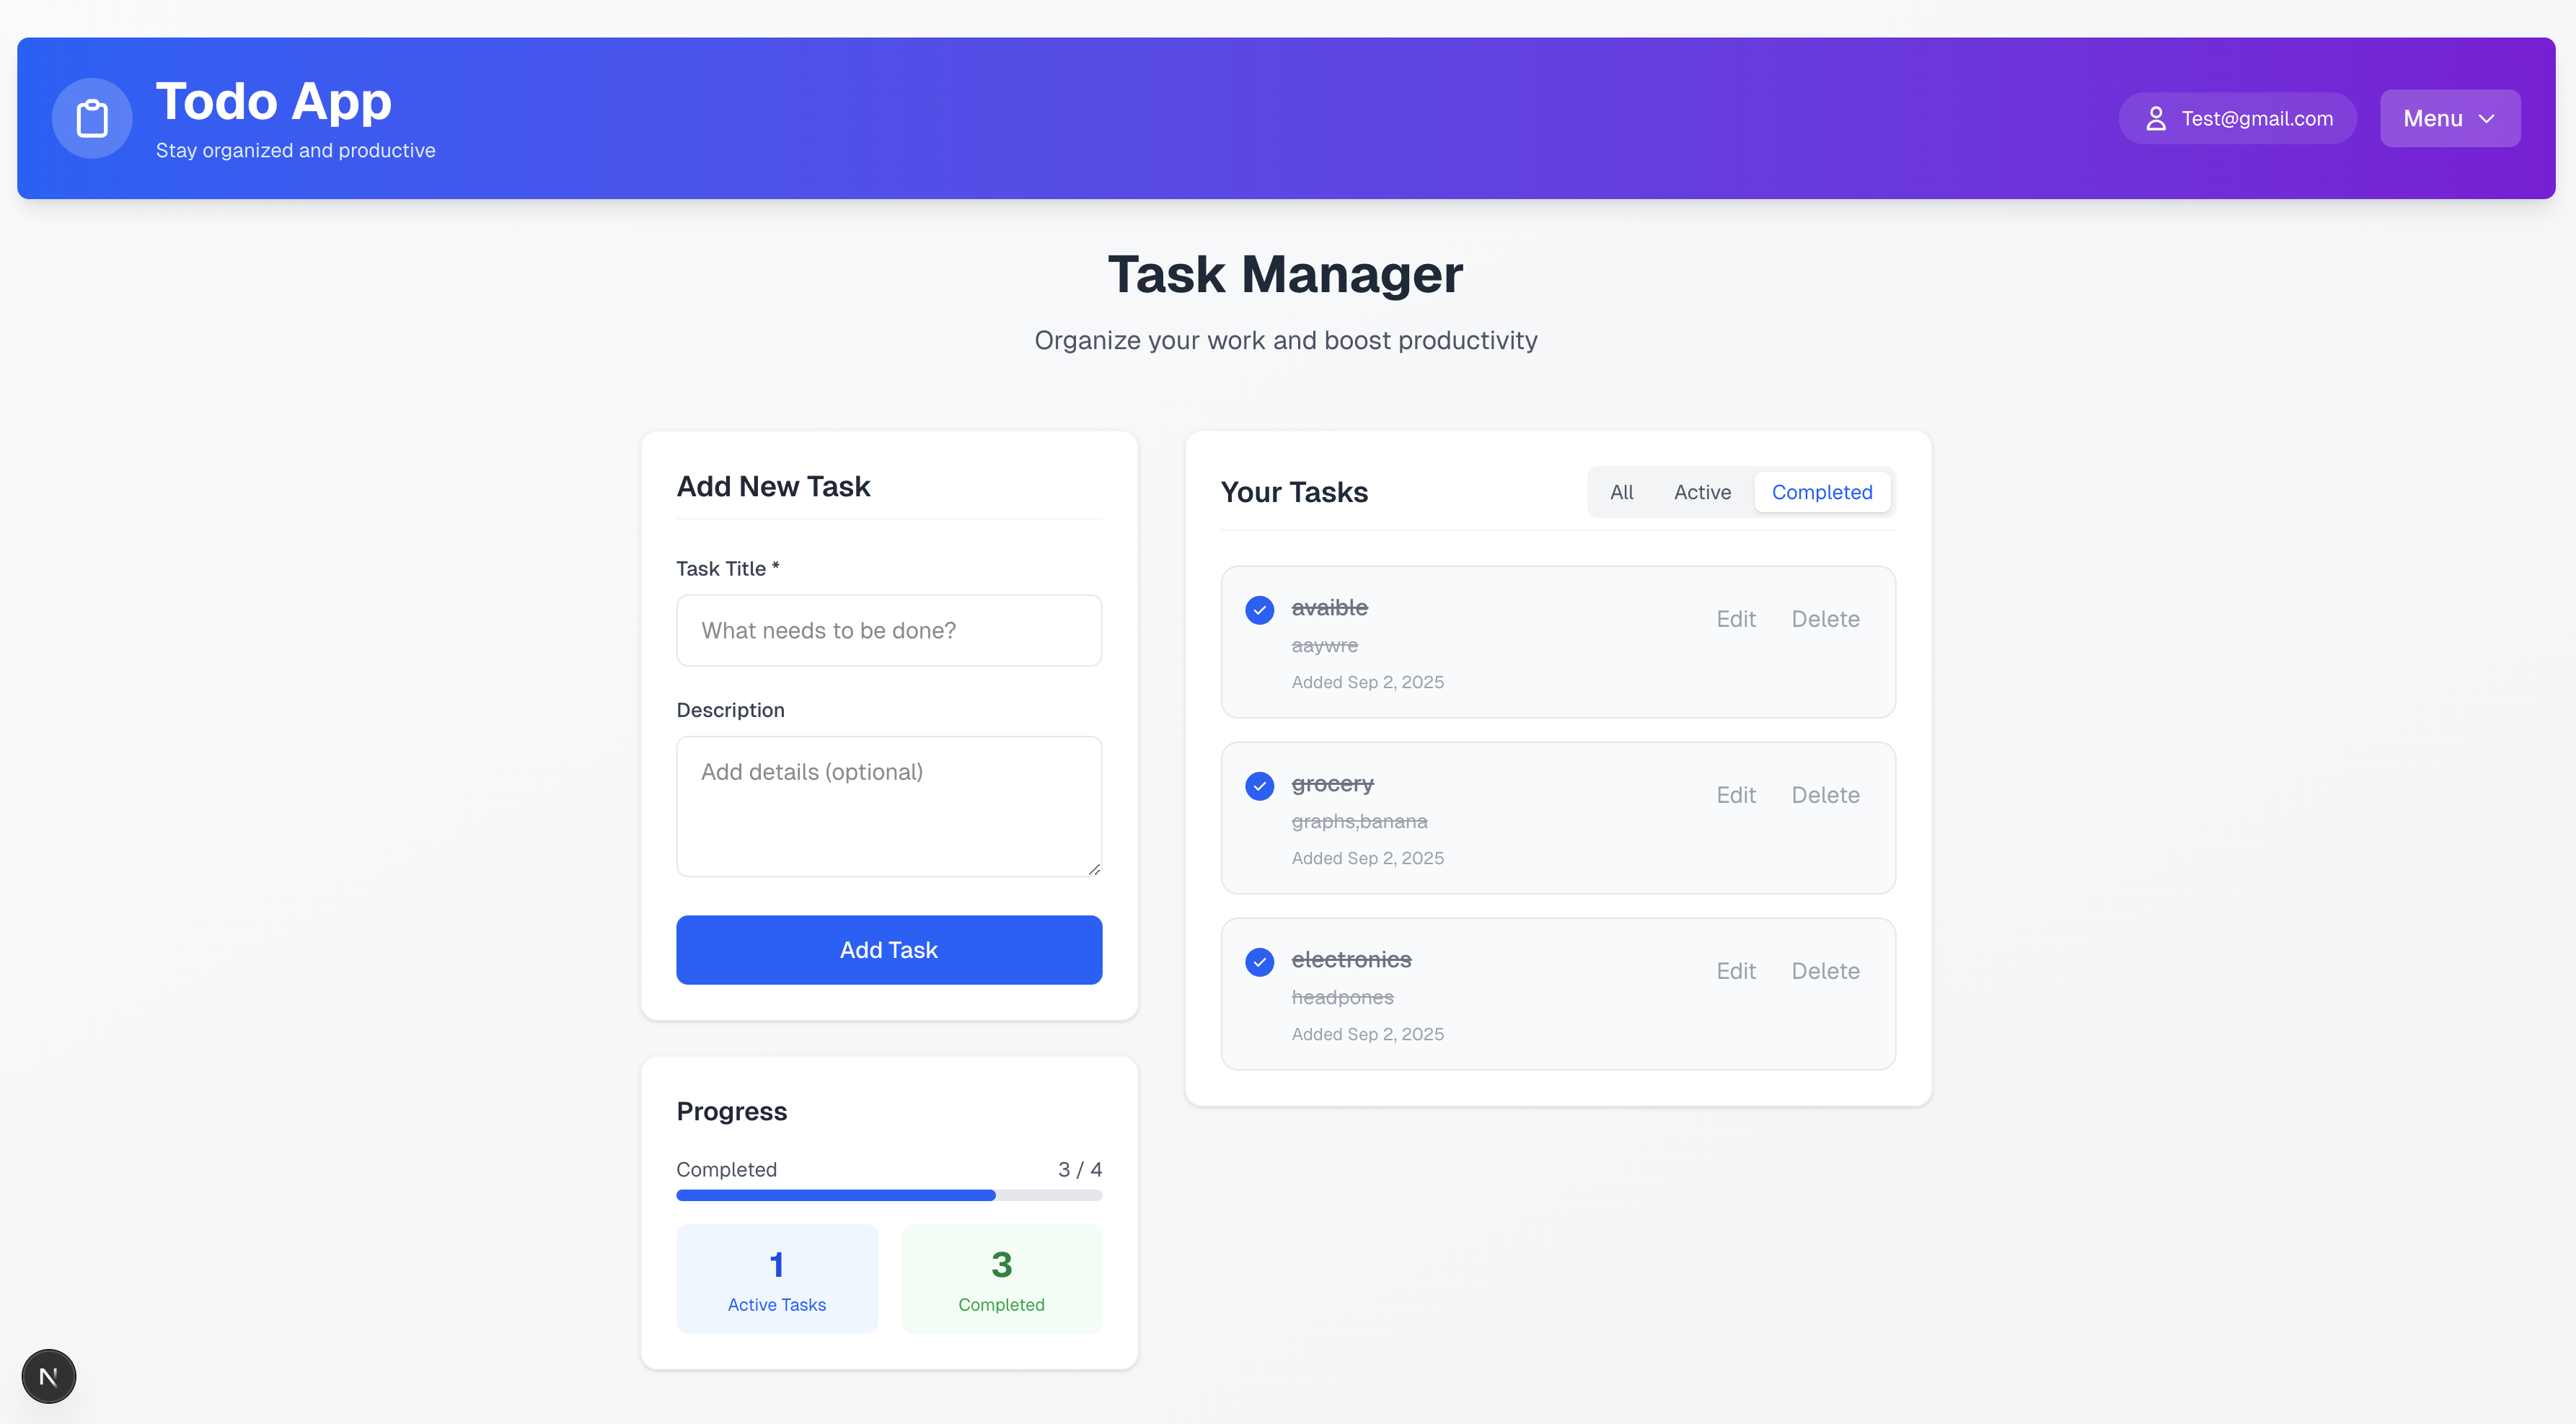 Todo App
Stay organized and productive
Test@gmail.com
Menu
Task Manager
Organize your work and boost productivity
Add New Task
Task Title *
What needs to be done?
Description
Add details (optional)
Add Task
Progress
Completed
3 / 4
1
Active Tasks
3
Completed
Your Tasks
All
Active
Completed
avaible
aaywre
Added Sep 2, 2025
Edit
Delete
grocery
graphs,banana
Added Sep 2, 2025
Edit
Delete
electronics
headpones
Added Sep 2, 2025
Edit
Delete
N